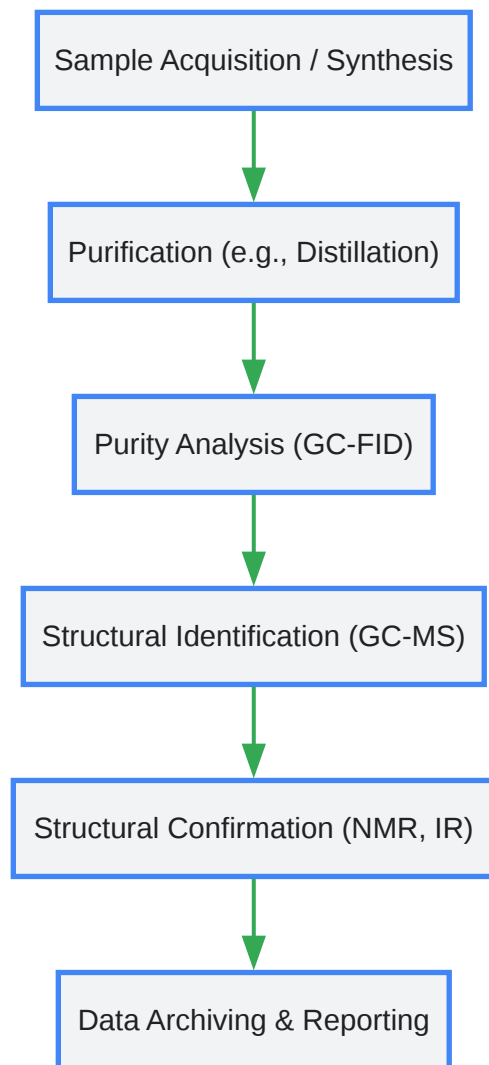 Sample Acquisition / Synthesis
Purification (e.g., Distillation)
Purity Analysis (GC-FID)
Structural Identification (GC-MS)
Structural Confirmation (NMR, IR)
Data Archiving & Reporting